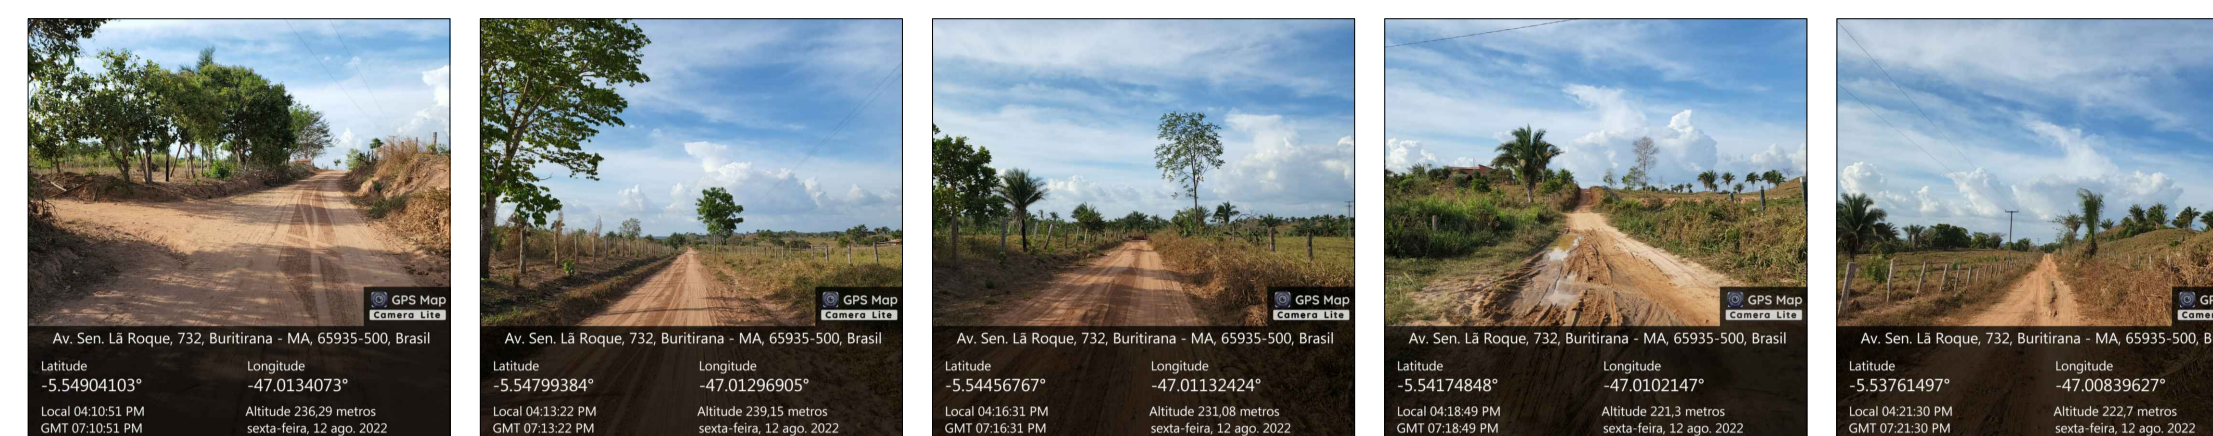 GPS Map
Camera Lite
Av. Sen. Lã Roque, 732, Buritirana - MA, 65935-500, Brasil
Latitude
-5.54904103°
Longitude
-47.0134073°
Local 04:10:51 PM
GMT 07:10:51 PM
Altitude 236,29 metros
sexta-feira, 12 ago. 2022
GPS Map
Camera Lite
Av. Sen. Lã Roque, 732, Buritirana - MA, 65935-500, Brasil
Latitude
-5.54799384°
Longitude
-47.01296905°
Local 04:13:22 PM
GMT 07:13:22 PM
Altitude 239,15 metros
sexta-feira, 12 ago. 2022
GPS Map
Camera Lite
Av. Sen. Lã Roque, 732, Buritirana - MA, 65935-500, Brasil
Latitude
-5.54456767°
Longitude
-47.01132424°
Local 04:16:31 PM
GMT 07:16:31 PM
Altitude 231,08 metros
sexta-feira, 12 ago. 2022
GPS Map
Camera Lite
Av. Sen. Lã Roque, 732, Buritirana - MA, 65935-500, Brasil
Latitude
-5.54174848°
Longitude
-47.0102147°
Local 04:18:49 PM
GMT 07:18:49 PM
Altitude 221,3 metros
sexta-feira, 12 ago. 2022
Av. Sen. Lã Roque, 732, Buritirana - MA, 65935-500,
Latitude
-5.53761497°
Longitude
-47.00839627°
Local 04:21:30 PM
GMT 07:21:30 PM
Altitude 222,7 metros
sexta-feira, 12 ago. 2022